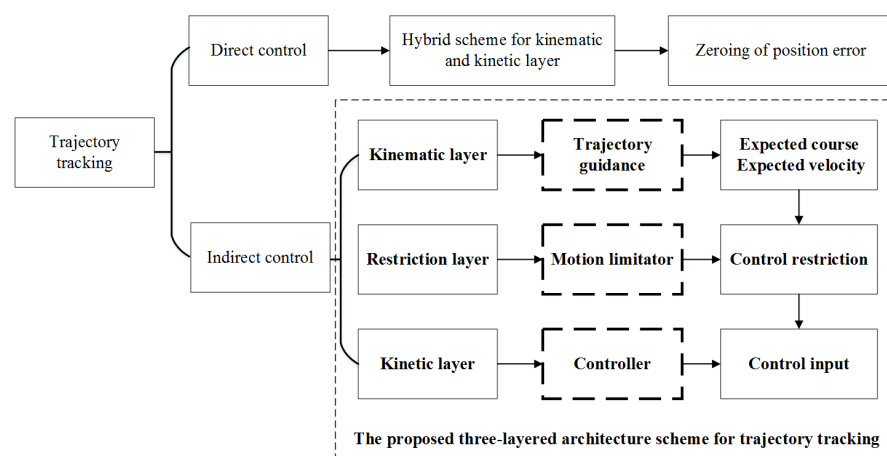 Direct control
Hybrid scheme for kinematic
and kinetic layer
Zeroing of position error
Trajectory
tracking
Kinematic layer
Trajectory
guidance
Expected course
Expected velocity
Indirect control
Restriction layer
Motion limitator
Control restriction
Kinetic layer
Controller
Control input
The proposed three-layered architecture scheme for trajectory tracking